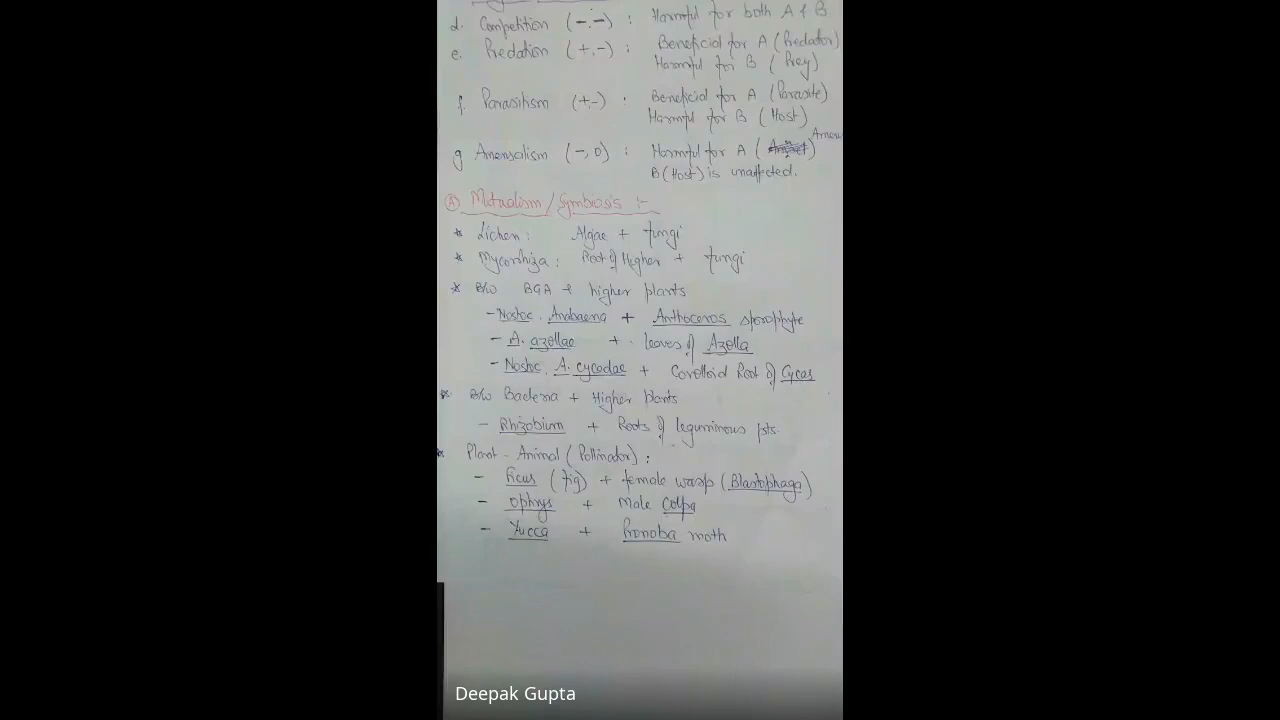 d. Competition (-,-) : Harmful for both A & B
e. Predation (+,-) : Beneficial for A (Predator)
Harmful for B (Prey)
f. Parasitism (+,-) : Beneficial for A (Parasite)
Harmful for B (Host)
g Amensalism (-, 0) : Harmful for A ( )
B (Host) is unaffected.
(A) Mutualism / Symbiosis :-
* Lichen : Algae + fungi
* Mycorrhiza : Root of Higher + fungi
* B/w BGA + higher plants
- Nostoc, Anabaena + Anthoceros sporophyte
- A. azollae + leaves of Azolla
- Nostoc, A. cycadae + Coralloid Root of Cycas
* B/w Bacteria + Higher plants
- Rhizobium + Roots of leguminous pts.
* Plant - Animal (Pollinator) :
- Ficus (fig) + female wasp (Blastophaga)
- Ophrys + Male Colpa
- Yucca + Pronoba moth
Deepak Gupta